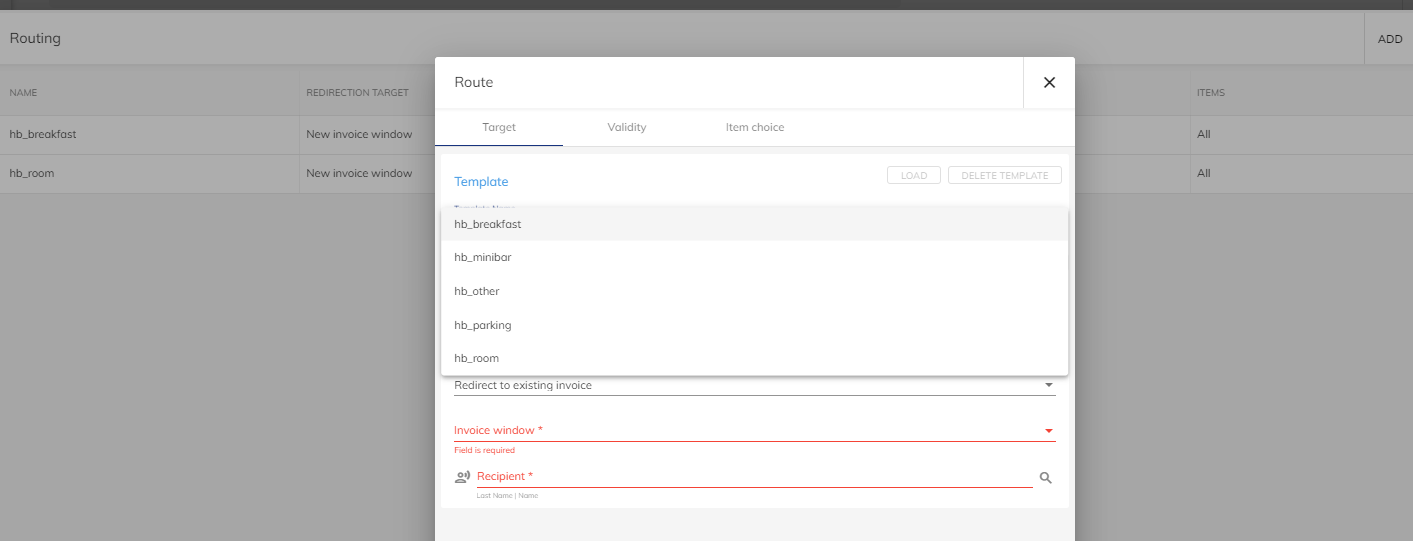 Routing
ADD
Route
NAME
REDIRECTION TARGET
ITEMS
Target
Validity
Item choice
hb_breakfast
New invoice window
All
hb_room
New invoice window
All
Template
LOAD
DELETE TEMPLATE
Template Name
hb_breakfast
hb_minibar
hb_other
hb_parking
hb_room
Redirect to existing invoice
Invoice window *
Field is required
Recipient *
Last Name | Name